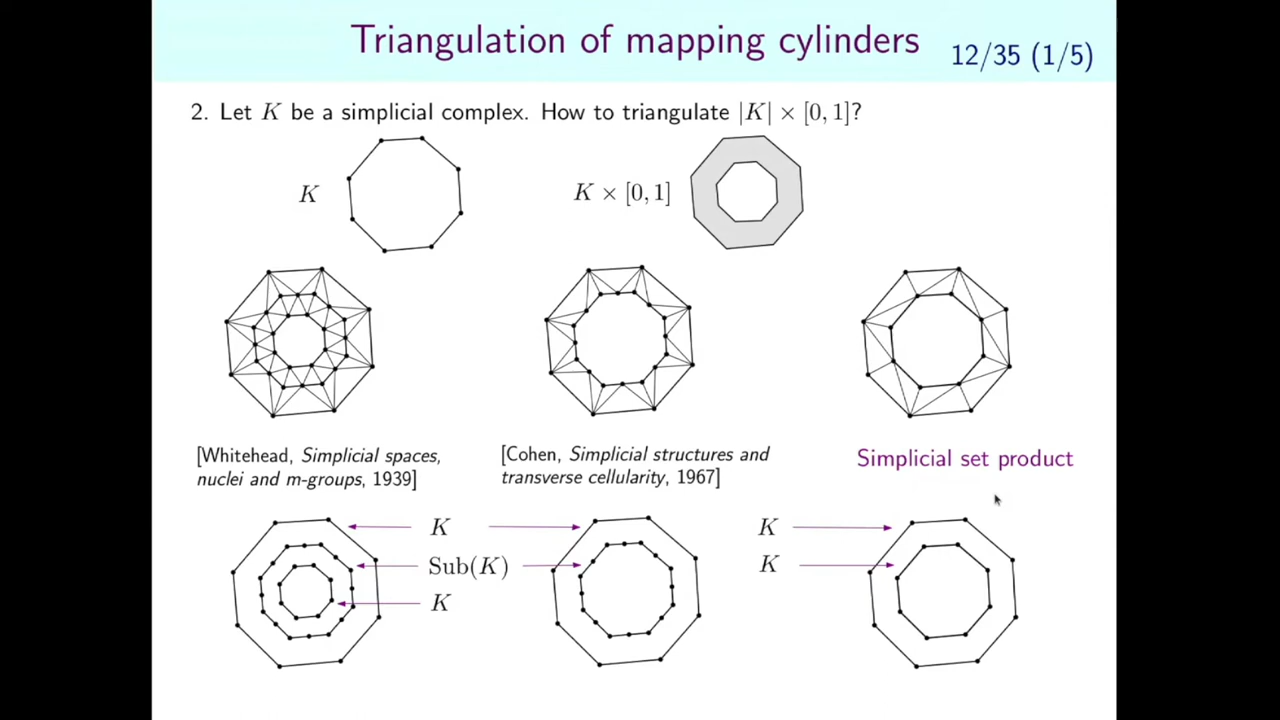 Triangulation of mapping cylinders
12/35 (1/5)
2. Let K be a simplicial complex. How to triangulate |K| × [0, 1]?
K
K × [0, 1]
[Whitehead, Simplicial spaces,
nuclei and m-groups, 1939]
[Cohen, Simplicial structures and
transverse cellularity, 1967]
Simplicial set product
K
Sub(K)
K
K
K